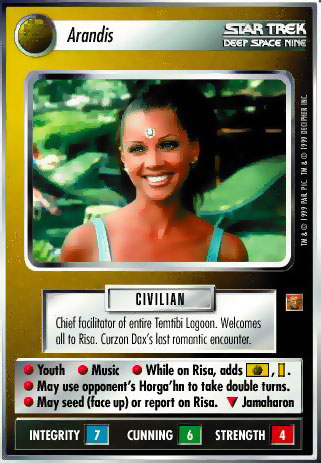 Arandis
STAR TREK
DEEP SPACE NINE
TM & © 1999 PAR. PIC. TM & © 1999 DECIPHER INC.
CIVILIAN
Chief facilitator of entire Temtibi Lagoon. Welcomes
all to Risa. Curzon Dax's last romantic encounter.
Youth Music While on Risa, adds , .
May use opponent's Horga'hn to take double turns.
May seed (face up) or report on Risa. Jamaharon
INTEGRITY 7 CUNNING 6 STRENGTH 4